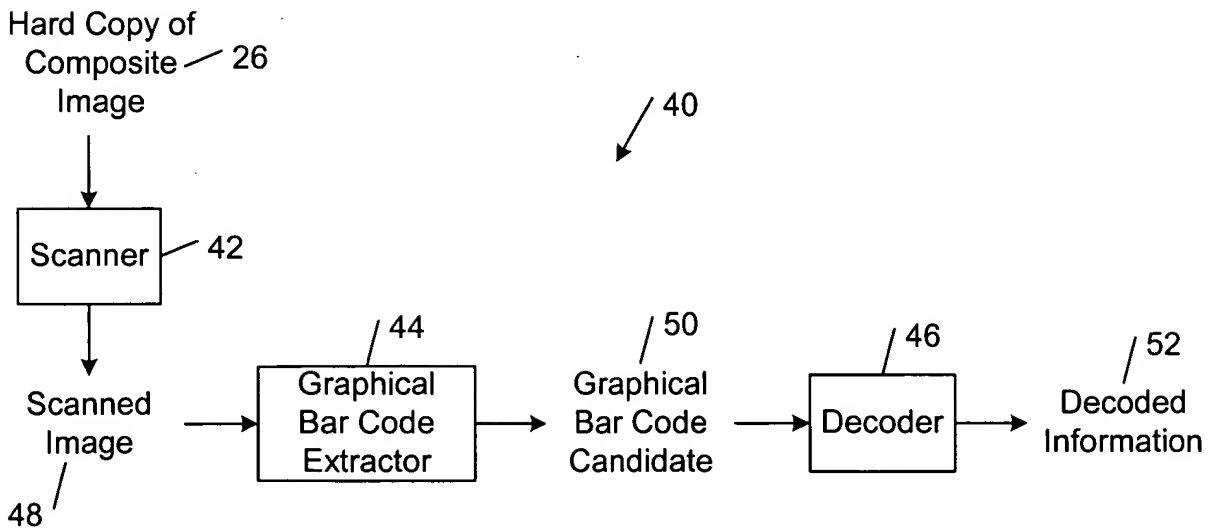 Hard Copy of
Composite 26
Image
40
Scanner 42
44
50
46
52
Scanned
Image
48
Graphical
Bar Code
Extractor
Graphical
Bar Code
Candidate
Decoder
Decoded
Information